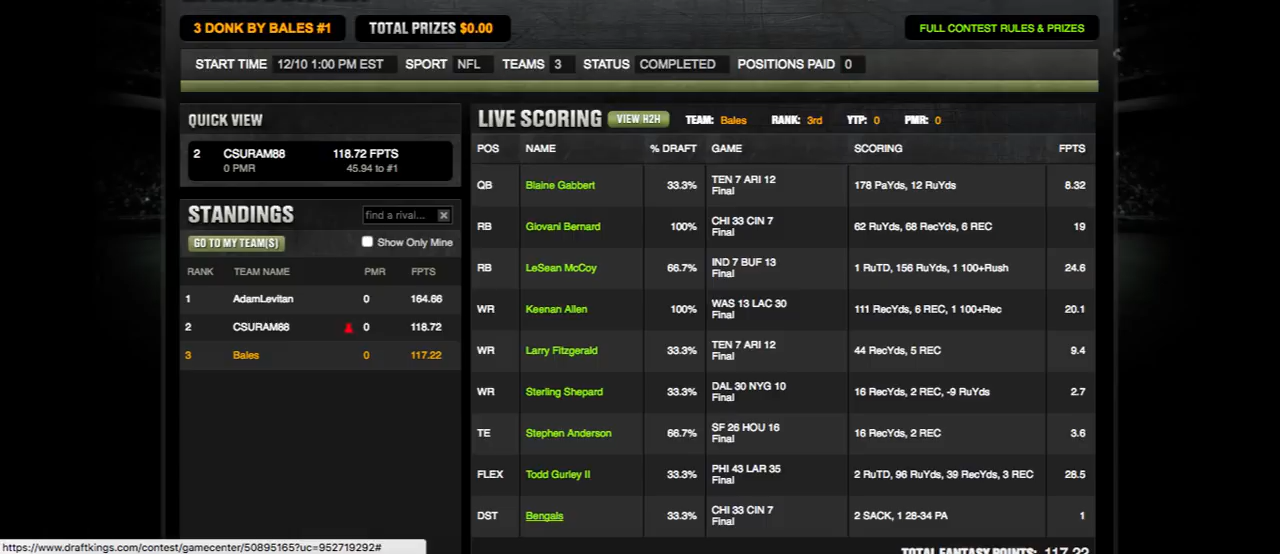 3 DONK BY BALES #1
TOTAL PRIZES $0.00
FULL CONTEST RULES & PRIZES
START TIME 12/10 1:00 PM EST SPORT NFL TEAMS 3 STATUS COMPLETED POSITIONS PAID 0
QUICK VIEW
2 CSURAM88 118.72 FPTS
0 PMR 45.94 to #1
STANDINGS
find a rival...
GO TO MY TEAM(S) Show Only Mine
RANK TEAM NAME PMR FPTS
1 AdamLevitan 0 164.66
2 CSURAM88 0 118.72
3 Bales 0 117.22
LIVE SCORING VIEW H2H TEAM: Bales RANK: 3rd YTP: 0 PMR: 0
POS NAME % DRAFT GAME SCORING FPTS
QB Blaine Gabbert 33.3% TEN 7 ARI 12 178 PaYds, 12 RuYds 8.32
Final
RB Giovani Bernard 100% CHI 33 CIN 7 62 RuYds, 68 RecYds, 6 REC 19
Final
RB LeSean McCoy 66.7% IND 7 BUF 13 1 RuTD, 156 RuYds, 1 100+Rush 24.6
Final
WR Keenan Allen 100% WAS 13 LAC 30 111 RecYds, 6 REC, 1 100+Rec 20.1
Final
WR Larry Fitzgerald 33.3% TEN 7 ARI 12 44 RecYds, 5 REC 9.4
Final
WR Sterling Shepard 33.3% DAL 30 NYG 10 16 RecYds, 2 REC, -9 RuYds 2.7
Final
TE Stephen Anderson 66.7% SF 26 HOU 16 16 RecYds, 2 REC 3.6
Final
FLEX Todd Gurley II 33.3% PHI 43 LAR 35 2 RuTD, 96 RuYds, 39 RecYds, 3 REC 28.5
Final
DST Bengals 33.3% CHI 33 CIN 7 2 SACK, 1 28-34 PA 1
Final
TOTAL FANTASY POINTS: 117.22
https://www.draftkings.com/contest/gamecenter/50895165?uc=952719292#